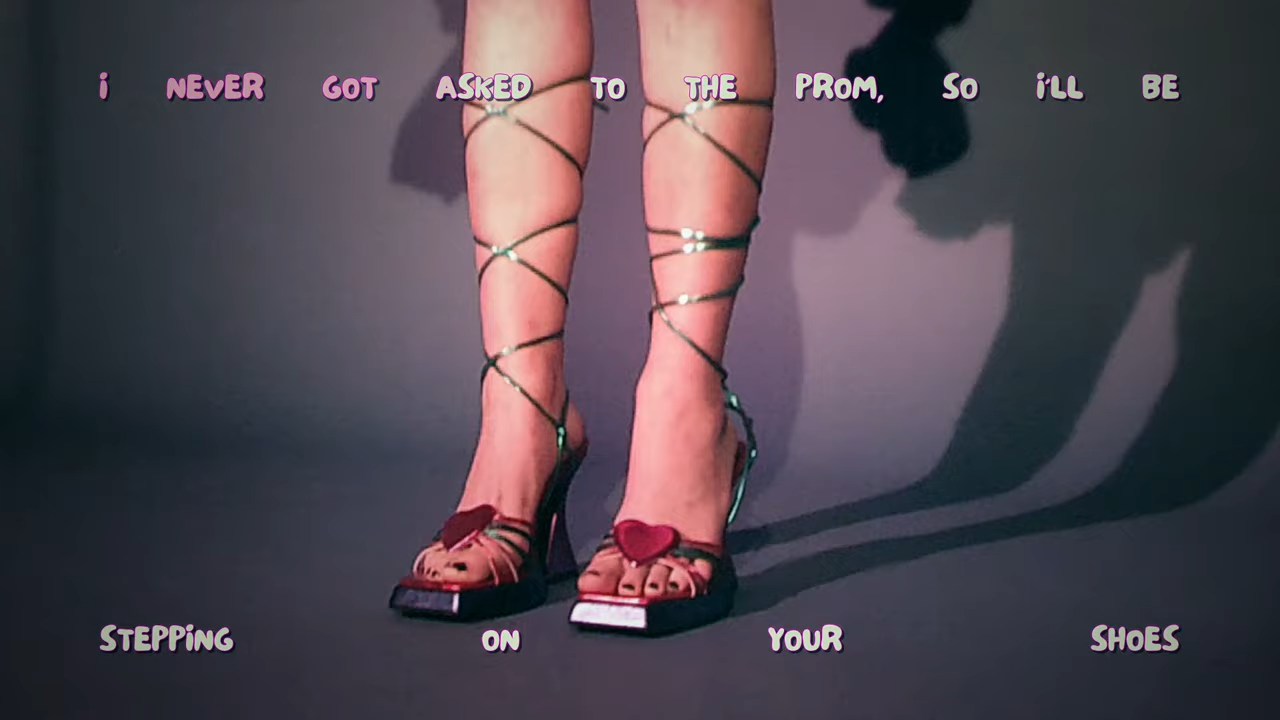 i NEVER GOT ASKED TO THE PROM, SO i'LL BE
STEPPiNG ON YOUR SHOES